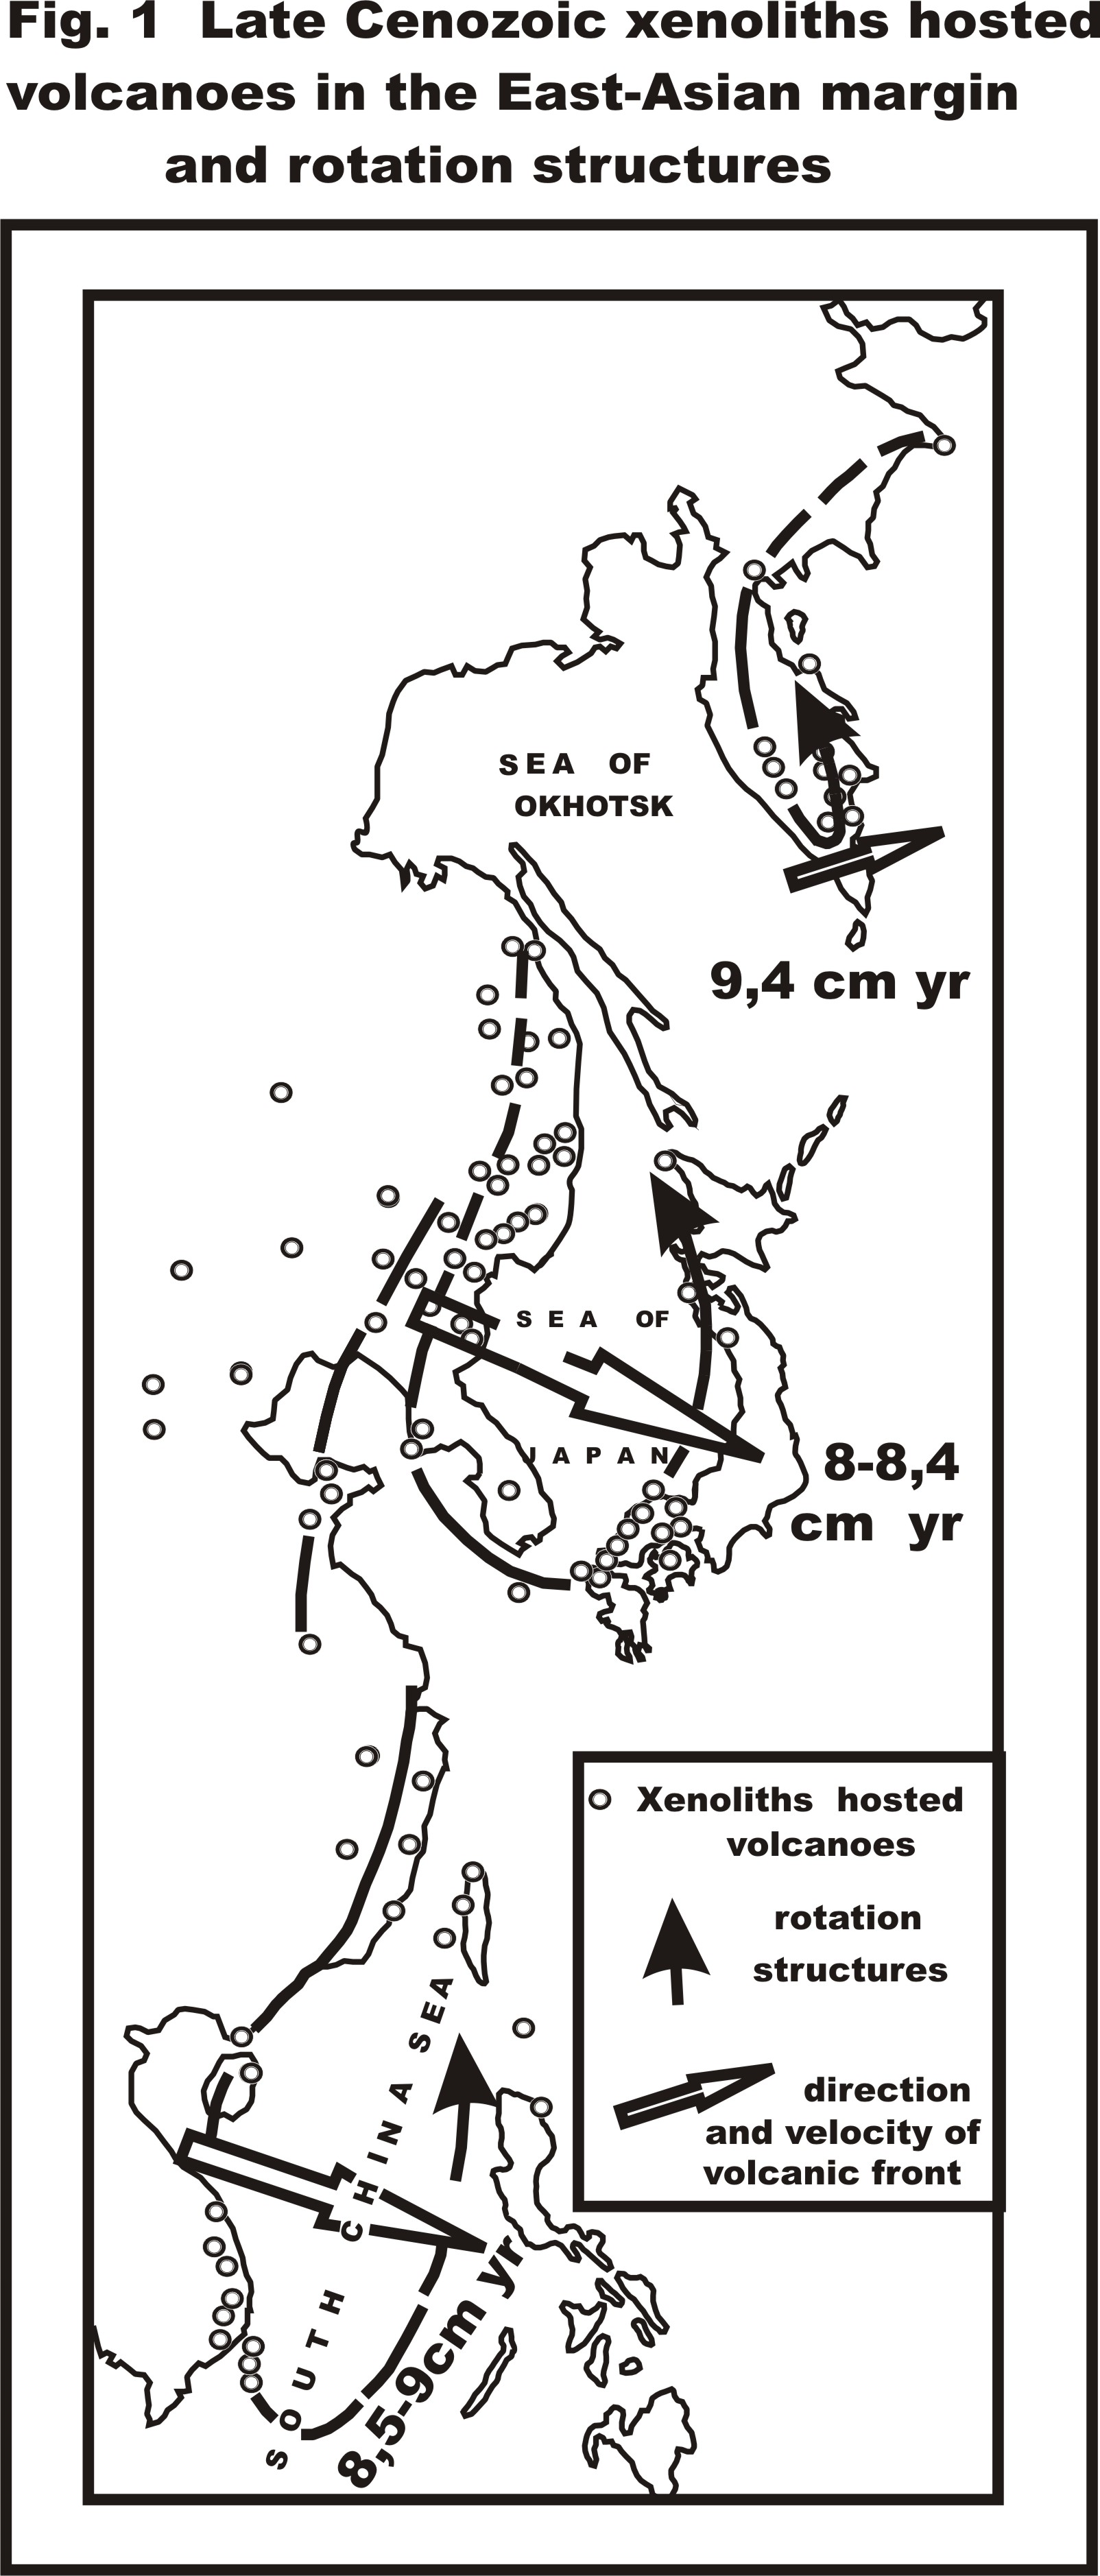 Fig. 1 Late Cenozoic xenoliths hosted
volcanoes in the East-Asian margin
and rotation structures
SEA OF
OKHOTSK
9,4 cm yr
SEA OF
JAPAN
8-8,4
cm yr
Xenoliths hosted
volcanoes
rotation
structures
direction
and velocity of
volcanic front
SOUTH CHINA SEA
8,5-9cm yr